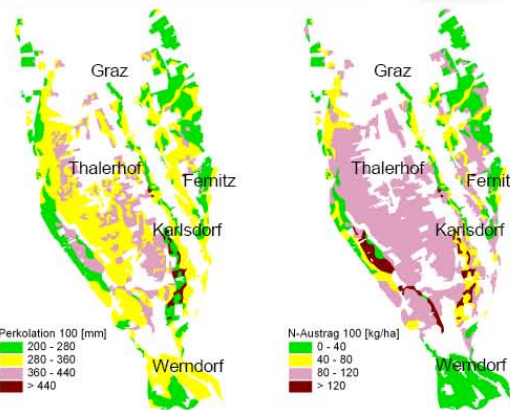 Graz
Thalerhof
Fernitz
Karlsdorf
Werndorf
Perkolation 100 [mm]
200 - 280
280 - 360
360 - 440
> 440
Graz
Thalerhof
Fernit
Karlsdorf
Werndorf
N-Austrag 100 [kg/ha]
0 - 40
40 - 80
80 - 120
> 120